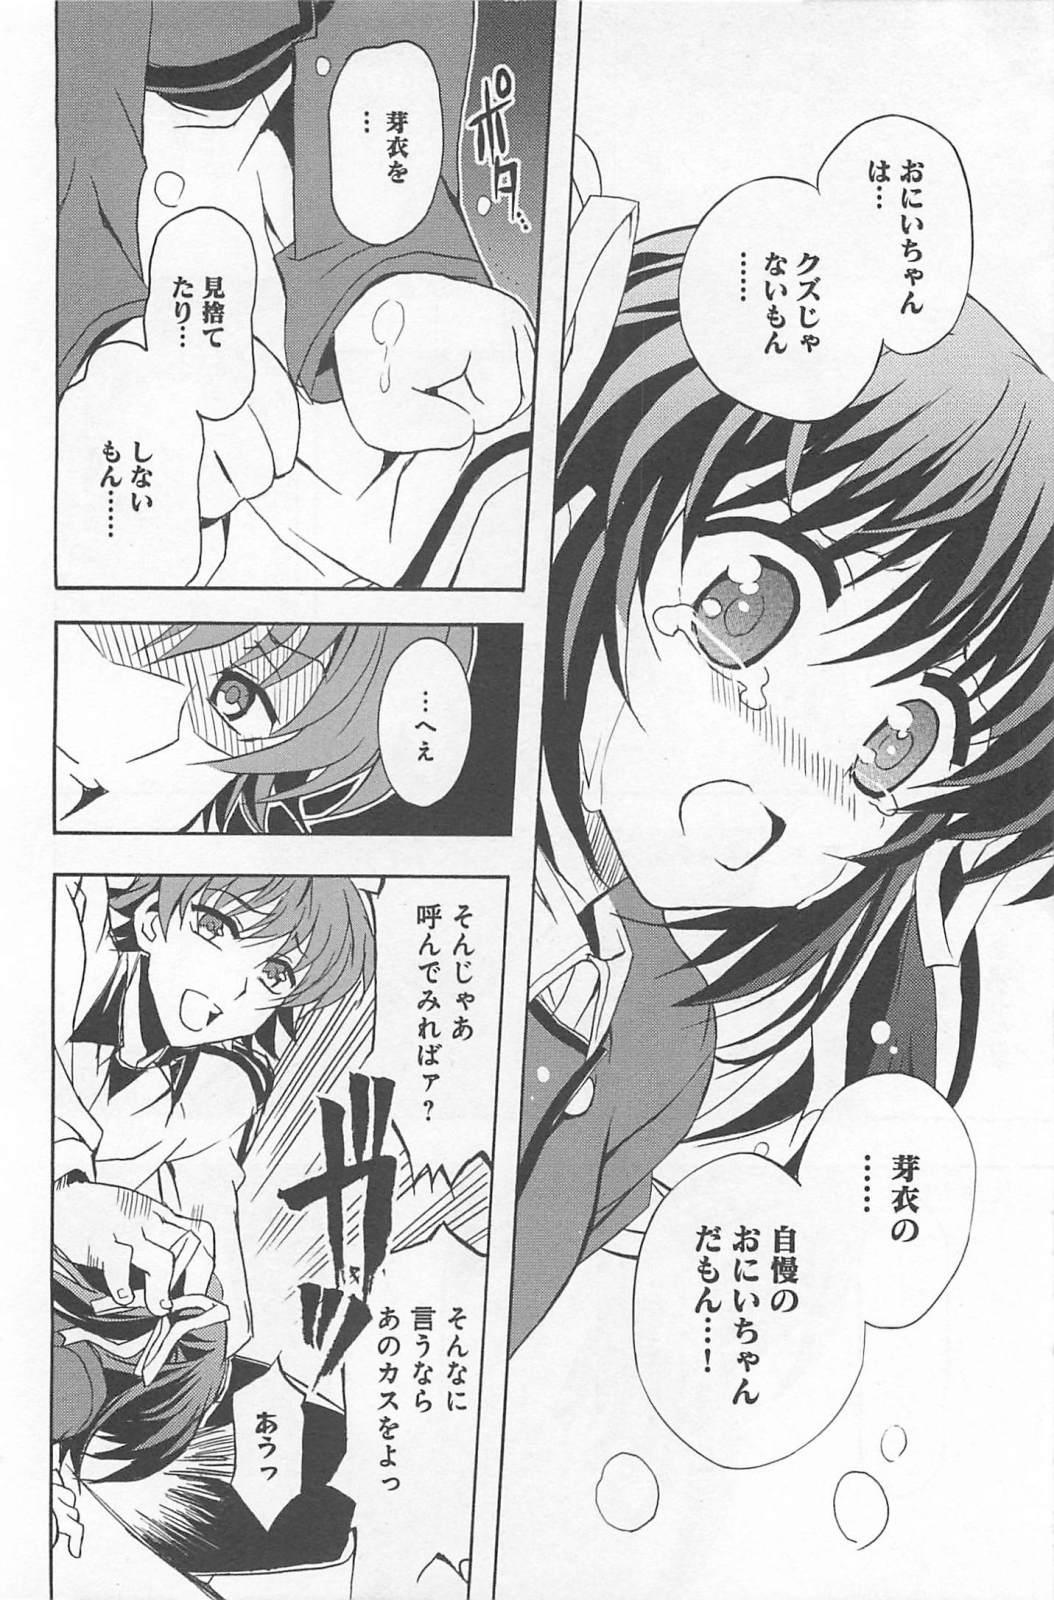 おにいちゃん
は…
クズじゃ
ないもん
……
芽衣の
……
自慢の
おにいちゃん
だもん…！
ポロ…
芽衣を
…
見捨て
たり…
しない
もん……
…へえ
そんじゃあ
呼んでみればァ？
ガッ
そんなに
言うなら
あのカスをよっ
あうっ